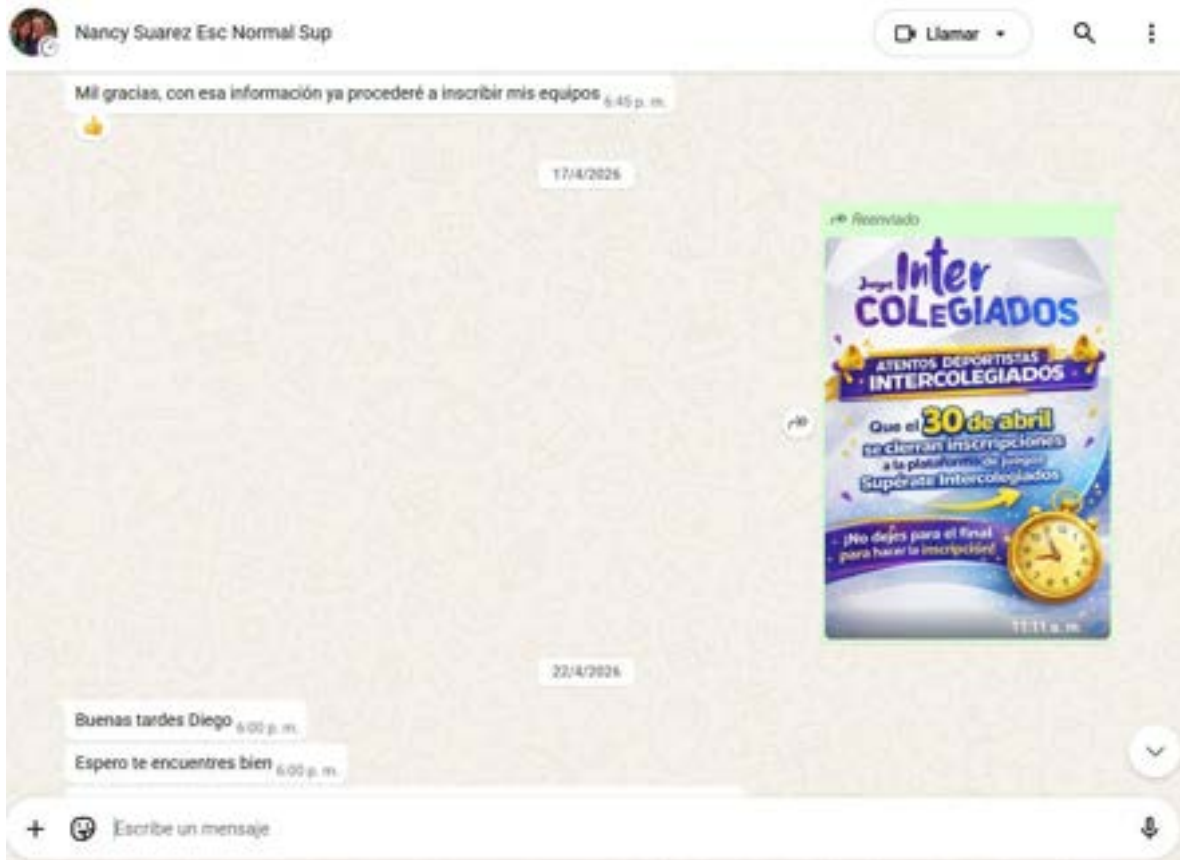 Nancy Suarez Esc Normal Sup
Llamar
Mil gracias, con esa información ya procederé a inscribir mis equipos 6:45 p. m.
17/4/2026
Reenviado
Juegos
Inter
COLEGIADOS
ATENTOS DEPORTISTAS
INTERCOLEGIADOS
Que el 30 de abril
se cierran inscripciones
a la plataforma de juegos
Supérate Intercolegiados
¡No dejes para el final
para hacer la inscripción!
11:11 a. m.
22/4/2026
Buenas tardes Diego 6:00 p. m.
Espero te encuentres bien 6:00 p. m.
Escribe un mensaje